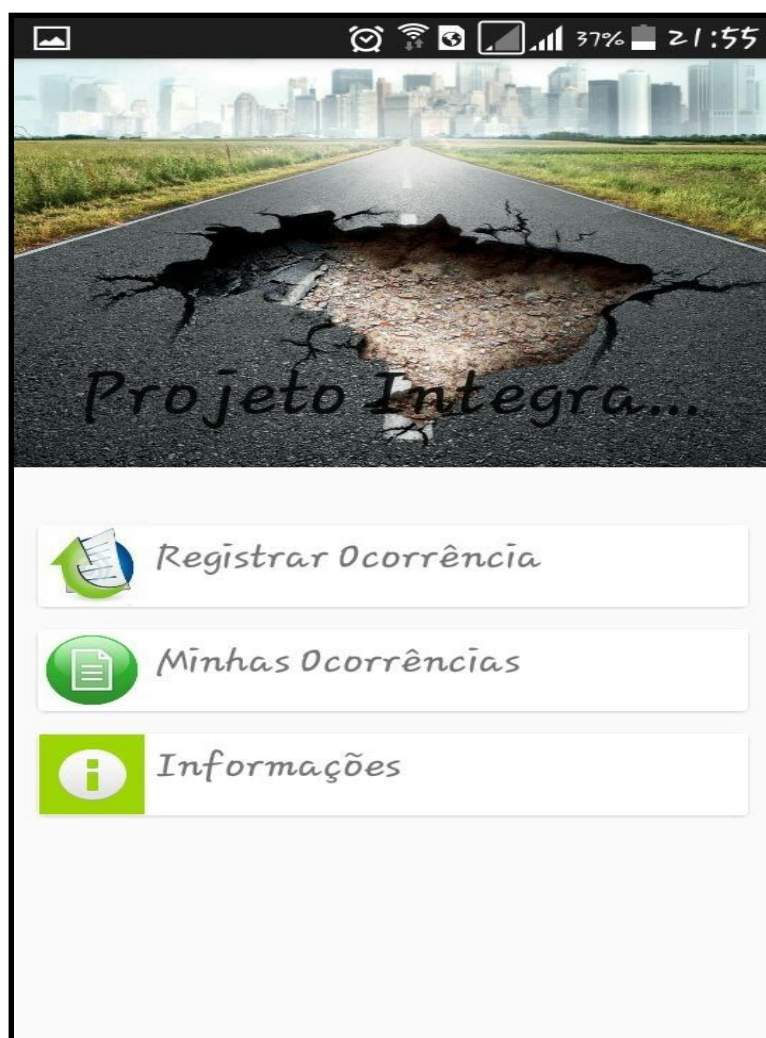 37% 21:55
Projeto Integra...
Registrar Ocorrência
Minhas Ocorrências
Informações